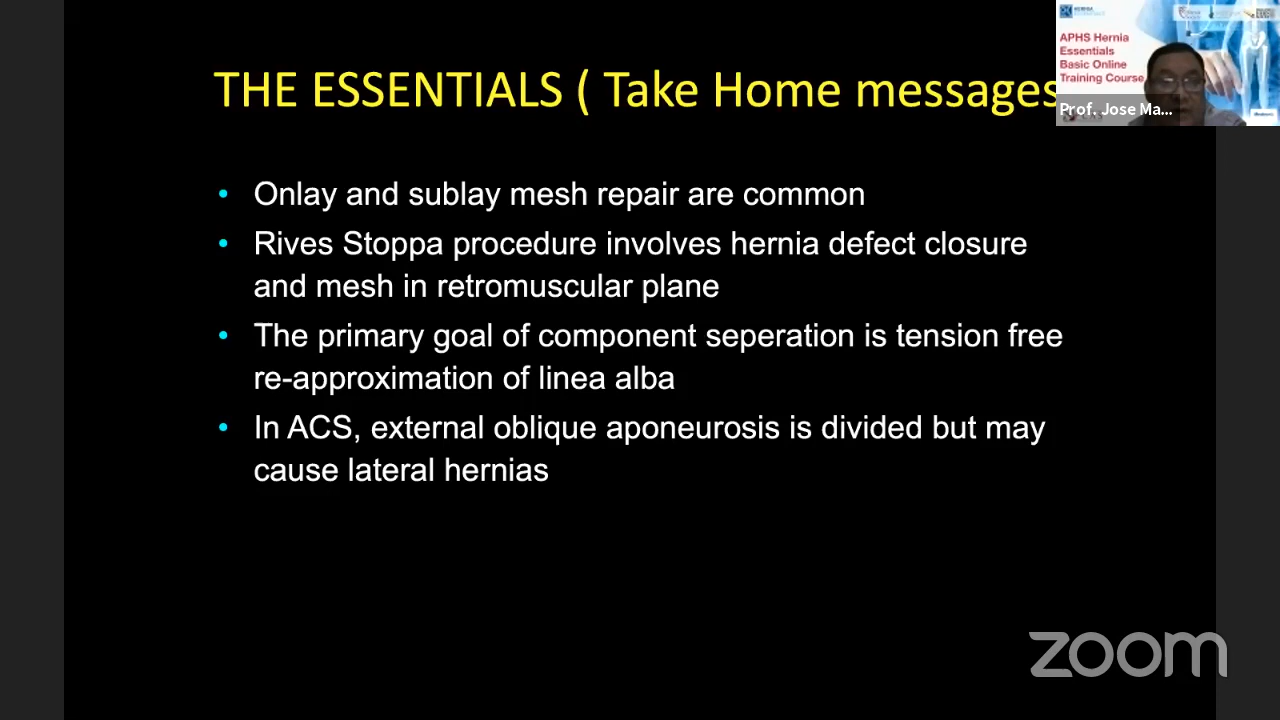 THE ESSENTIALS ( Take Home messages
APHS Hernia
Essentials
Basic Online
Training Course
Prof. Jose Ma...
• Onlay and sublay mesh repair are common
• Rives Stoppa procedure involves hernia defect closure
and mesh in retromuscular plane
• The primary goal of component seperation is tension free
re-approximation of linea alba
• In ACS, external oblique aponeurosis is divided but may
cause lateral hernias
zoom